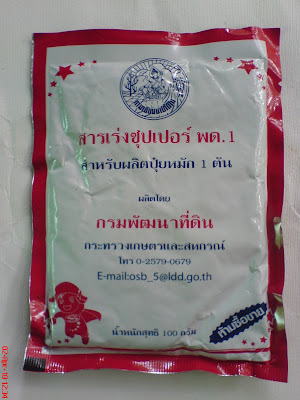 สารเร่งซุปเปอร์ พด.1
สำหรับผลิตปุ๋ยหมัก 1 ตัน
ผลิตโดย
กรมพัฒนาที่ดิน
กระทรวงเกษตรและสหกรณ์
โทร 0-2579-0679
E-mail:osb_5@ldd.go.th
น้ำหนักสุทธิ 100 กรัม
ห้ามซื้อขาย